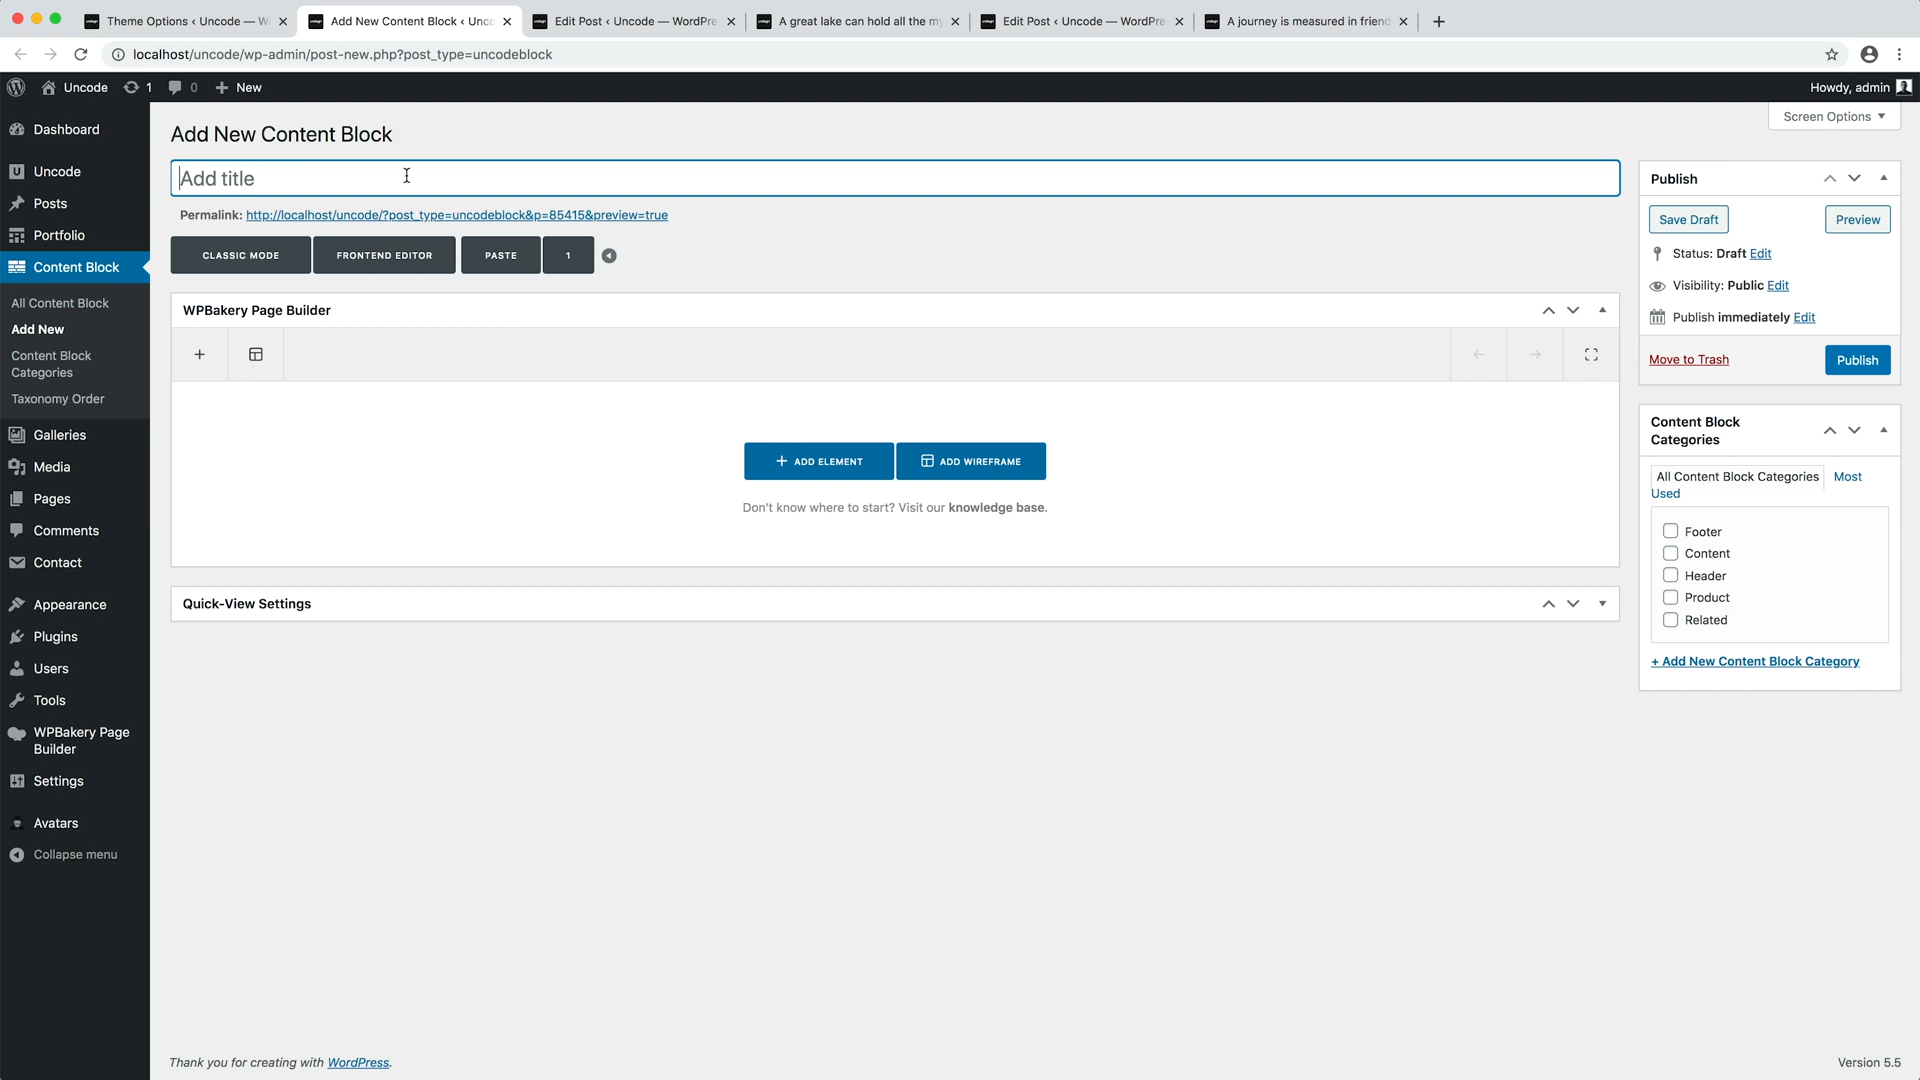 Theme Options ‹ Uncode — W
Add New Content Block ‹ Unco
Edit Post ‹ Uncode — WordPre
A great lake can hold all the my
Edit Post ‹ Uncode — WordPre
A journey is measured in friend
localhost/uncode/wp-admin/post-new.php?post_type=uncodeblock
Uncode
1
0
New
Howdy, admin
Dashboard
Uncode
Posts
Portfolio
Content Block
All Content Block
Add New
Content Block
Categories
Taxonomy Order
Galleries
Media
Pages
Comments
Contact
Appearance
Plugins
Users
Tools
WPBakery Page
Builder
Settings
Avatars
Collapse menu
Add New Content Block
Screen Options
Add title
Permalink: http://localhost/uncode/?post_type=uncodeblock&p=85415&preview=true
CLASSIC MODE
FRONTEND EDITOR
PASTE
1
WPBakery Page Builder
ADD ELEMENT
ADD WIREFRAME
Don't know where to start? Visit our knowledge base.
Quick-View Settings
Publish
Save Draft
Preview
Status: Draft Edit
Visibility: Public Edit
Publish immediately Edit
Move to Trash
Publish
Content Block
Categories
All Content Block Categories
Most
Used
Footer
Content
Header
Product
Related
+ Add New Content Block Category
Thank you for creating with WordPress.
Version 5.5